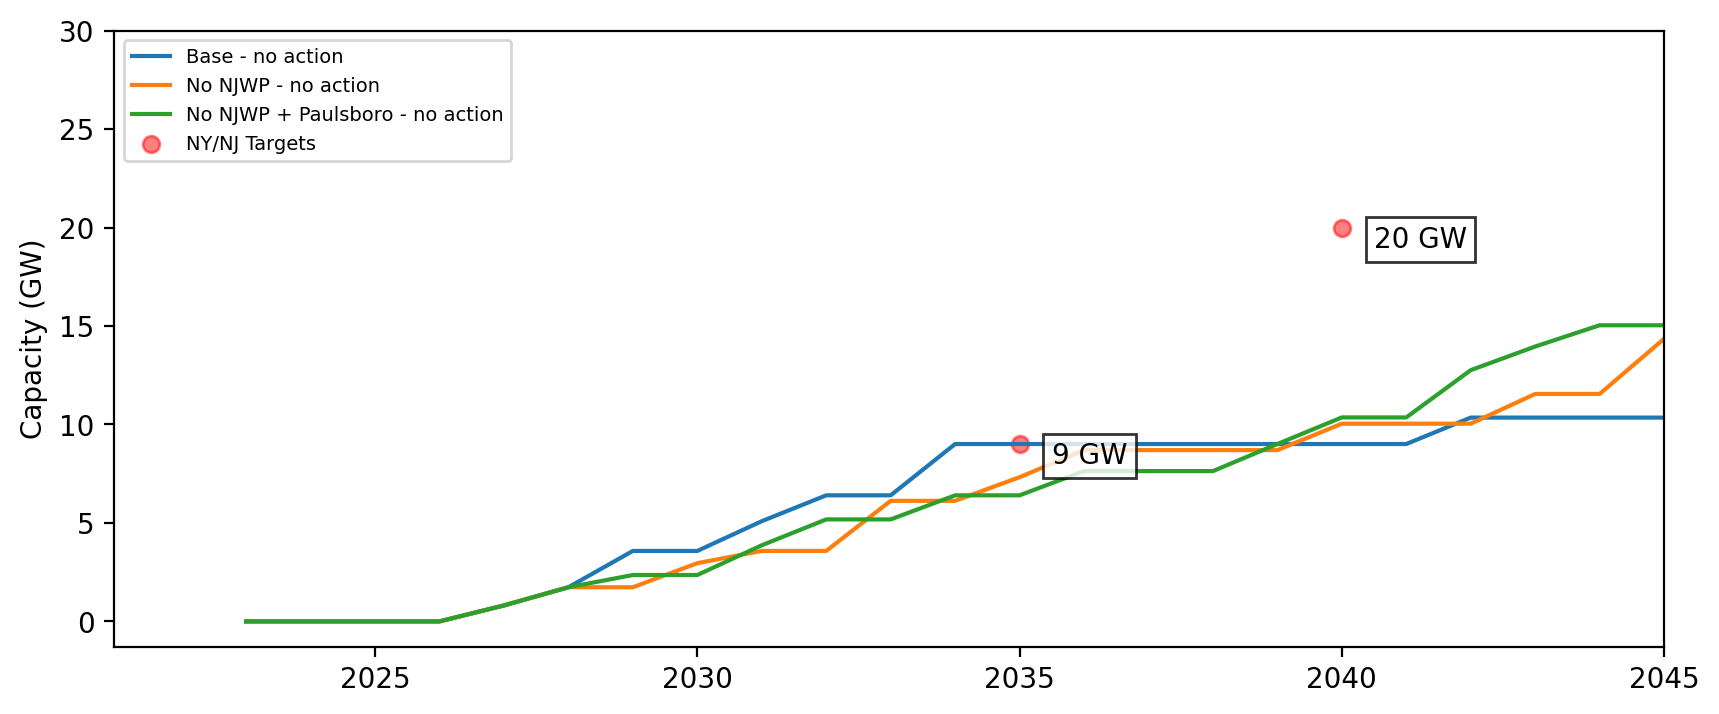 30
25
20
15
10
5
0
Capacity (GW)
Base - no action
No NJWP - no action
No NJWP + Paulsboro - no action
NY/NJ Targets
20 GW
9 GW
2025
2030
2035
2040
2045